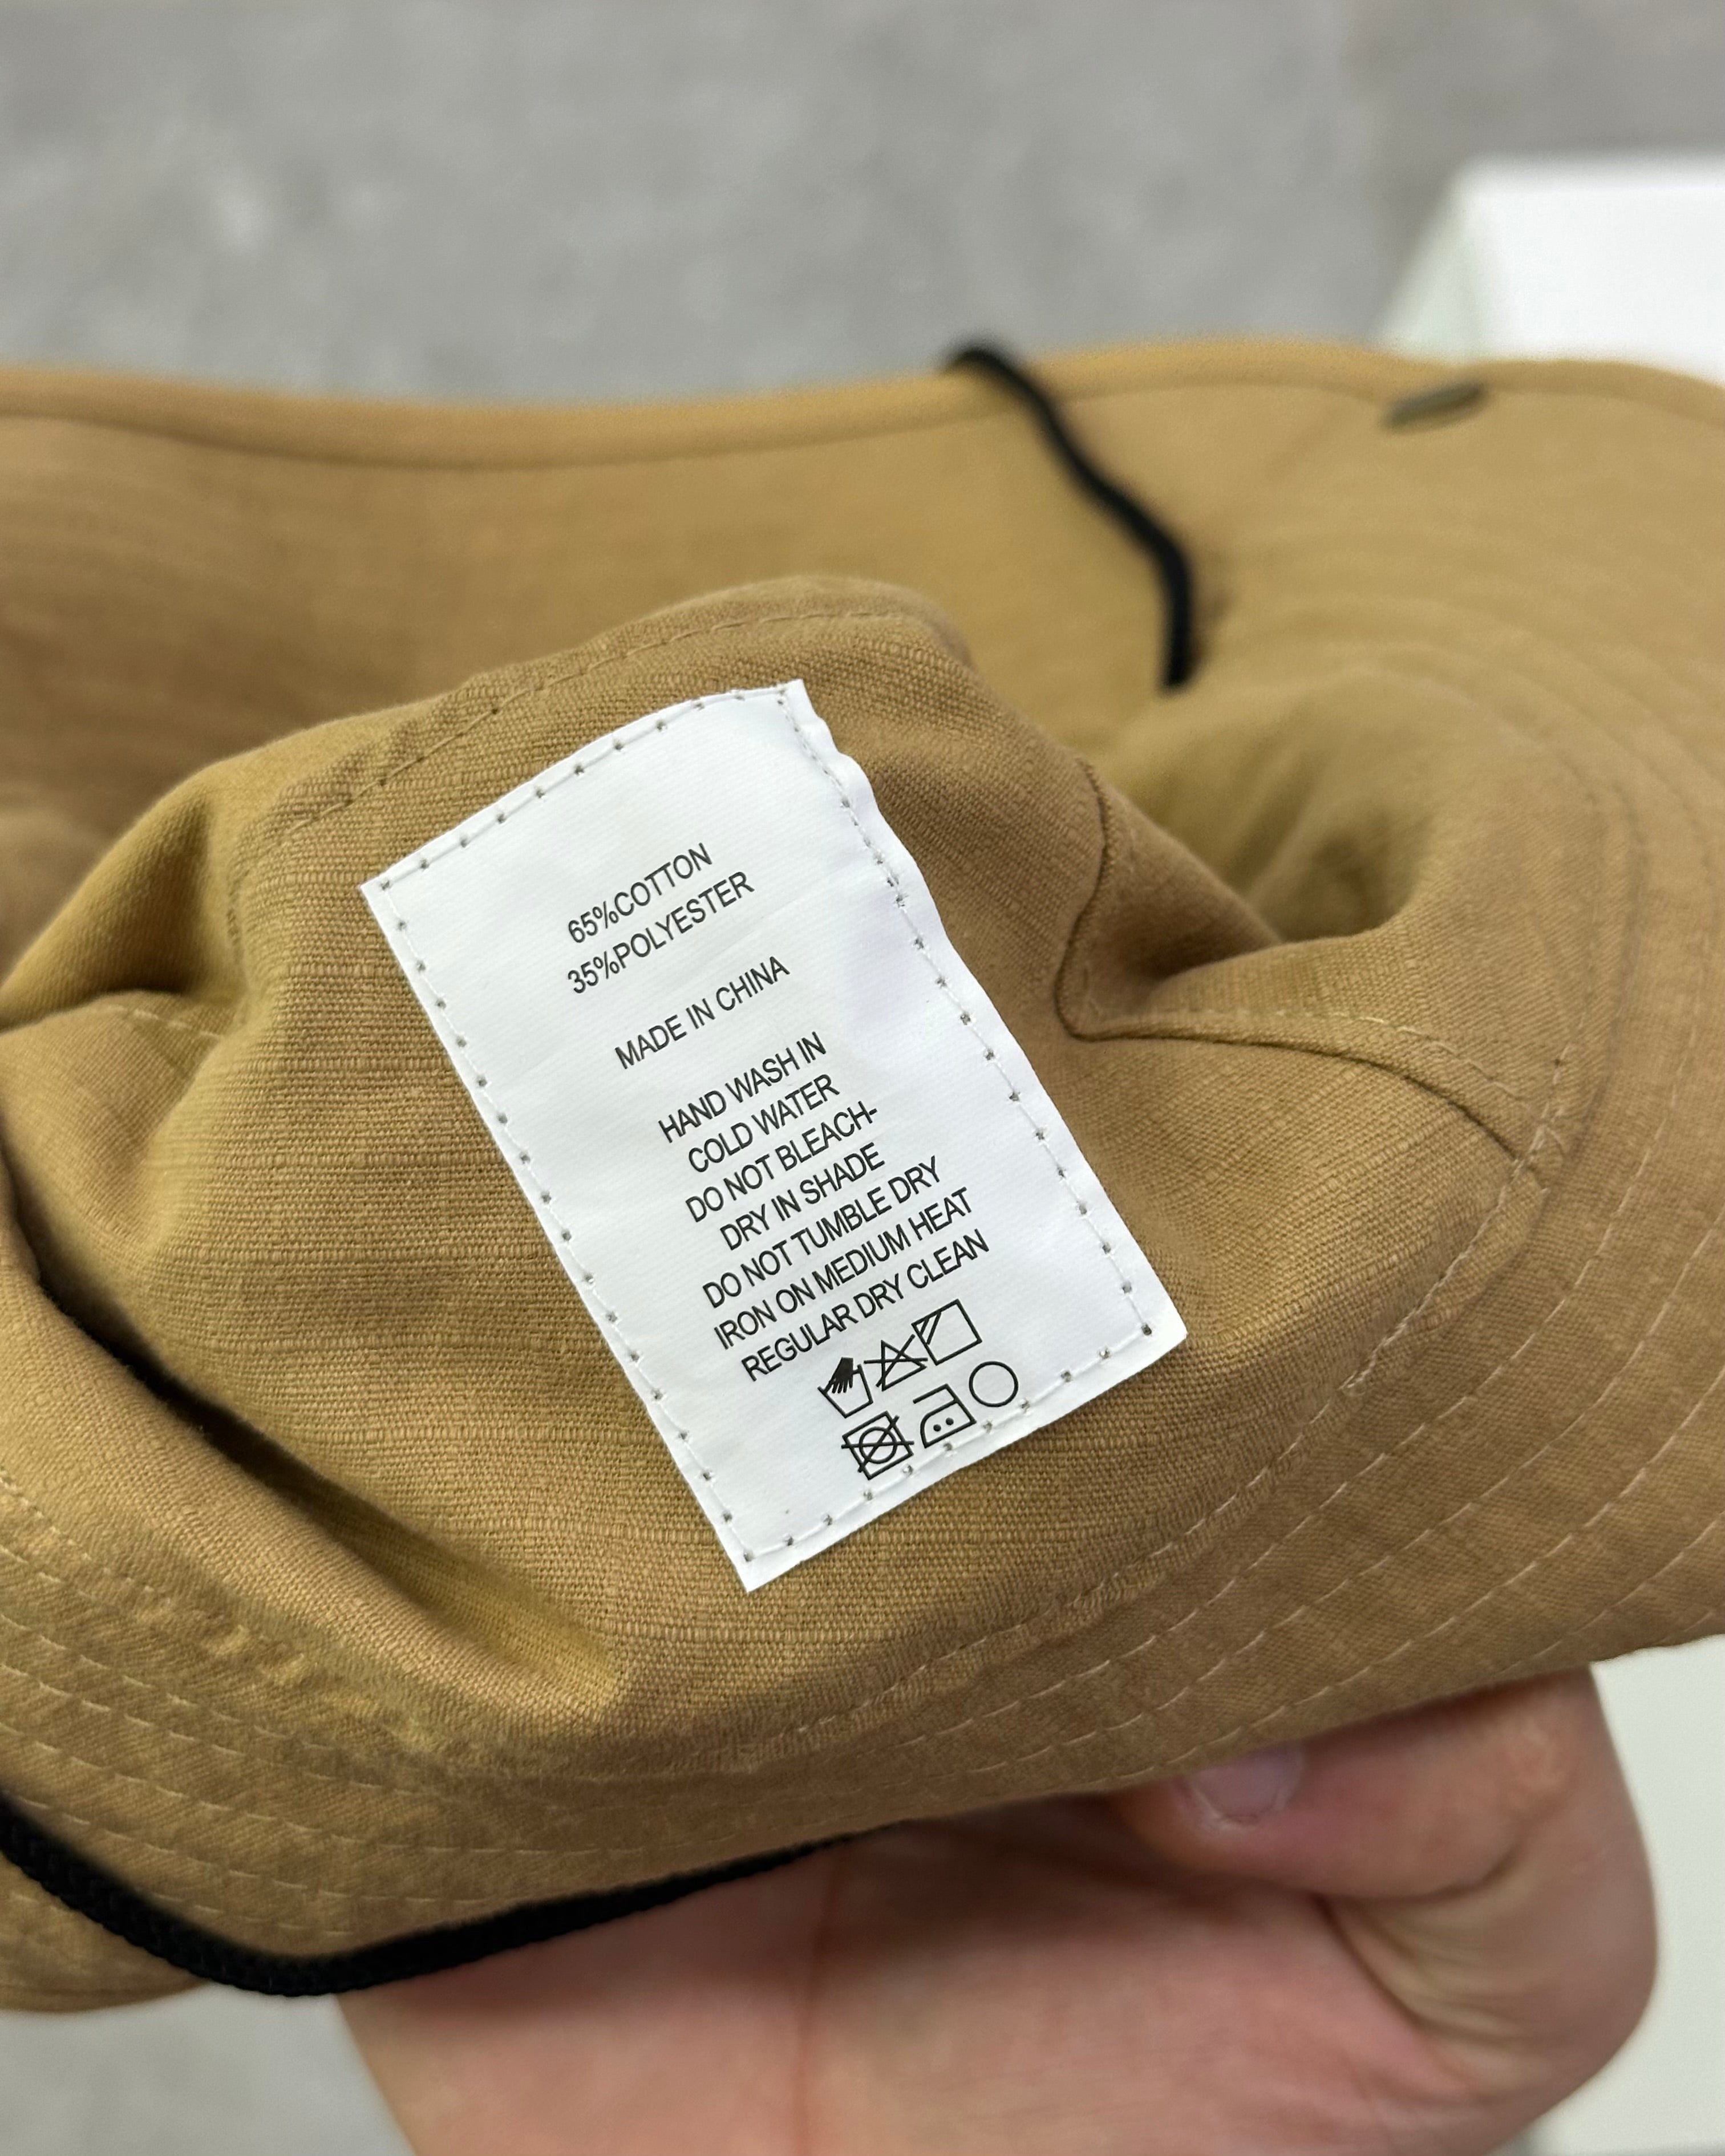 65%COTTON
35%POLYESTER
MADE IN CHINA
HAND WASH IN
COLD WATER
DO NOT BLEACH-
DRY IN SHADE
DO NOT TUMBLE DRY
IRON ON MEDIUM HEAT
REGULAR DRY CLEAN